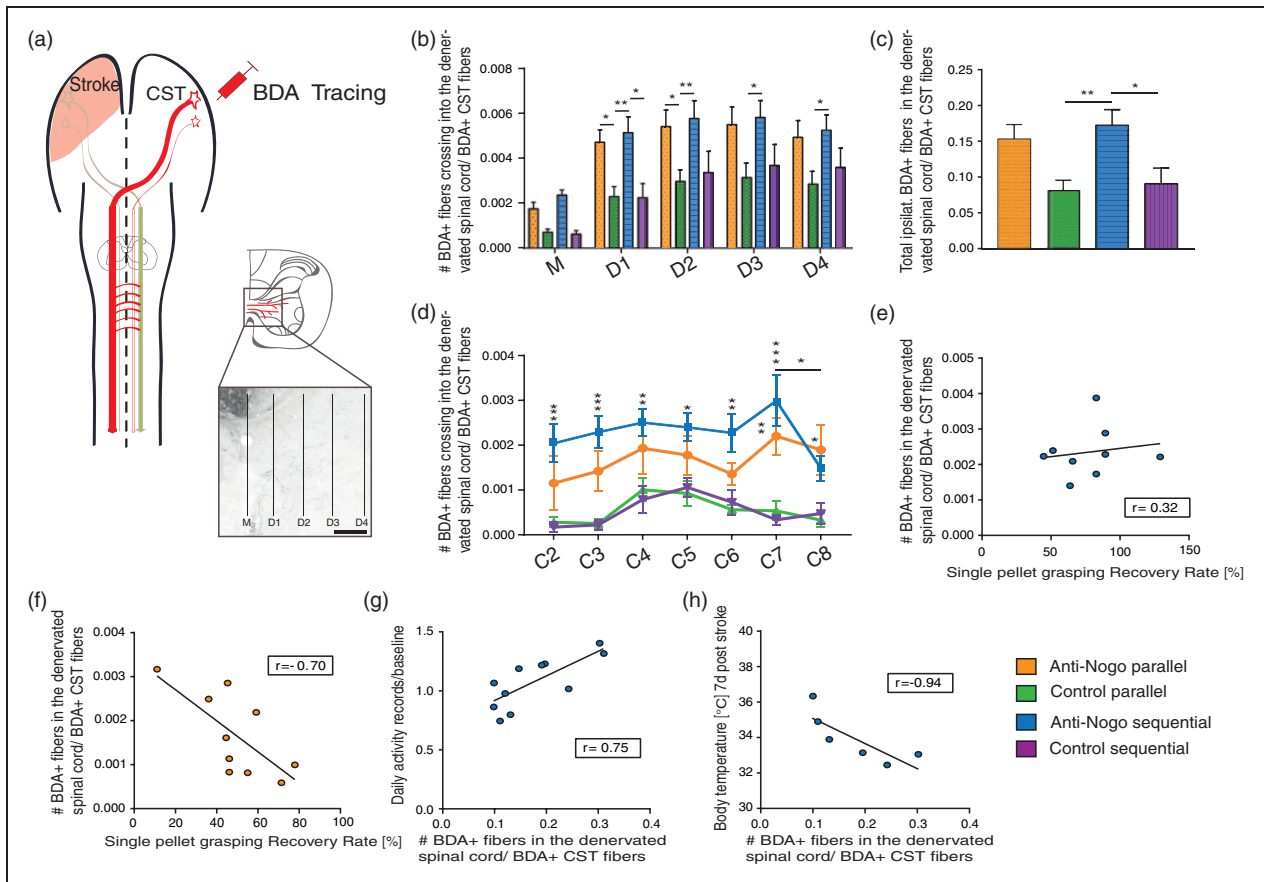 (a)
Stroke
CST
BDA Tracing
M
D1
D2
D3
D4
(b)
# BDA+ fibers crossing into the dener-
vated spinal cord/ BDA+ CST fibers
0.008
0.006
0.004
0.002
0.000
* ** *
* **
*
*
M
D1
D2
D3
D4
(c)
Total ipsilat. BDA+ fibers in the dener-
vated spinal cord/ BDA+ CST fibers
0.25
0.20
0.15
0.10
0.05
0.00
**
*
(d)
# BDA+ fibers crossing into the dener-
vated spinal cord/ BDA+ CST fibers
0.004
0.003
0.002
0.001
0.000
***
***
**
*
**
***
*
**
*
C2
C3
C4
C5
C6
C7
C8
(e)
# BDA+ fibers in the denervated
spinal cord/ BDA+ CST fibers
0.005
0.004
0.003
0.002
0.001
0.000
r= 0.32
0
50
100
150
Single pellet grasping Recovery Rate [%]
(f)
# BDA+ fibers in the denervated
spinal cord/ BDA+ CST fibers
0.004
0.003
0.002
0.001
0.000
r=- 0.70
0
20
40
60
80
100
Single pellet grasping Recovery Rate [%]
(g)
Daily activity records/baseline
1.5
1.0
0.5
0.0
r= 0.75
0.0
0.1
0.2
0.3
0.4
# BDA+ fibers in the denervated
spinal cord/ BDA+ CST fibers
(h)
Body temperature [°C] 7d post stroke
40
38
36
34
32
30
r=-0.94
0.0
0.1
0.2
0.3
0.4
# BDA+ fibers in the denervated
spinal cord/ BDA+ CST fibers
Anti-Nogo parallel
Control parallel
Anti-Nogo sequential
Control sequential